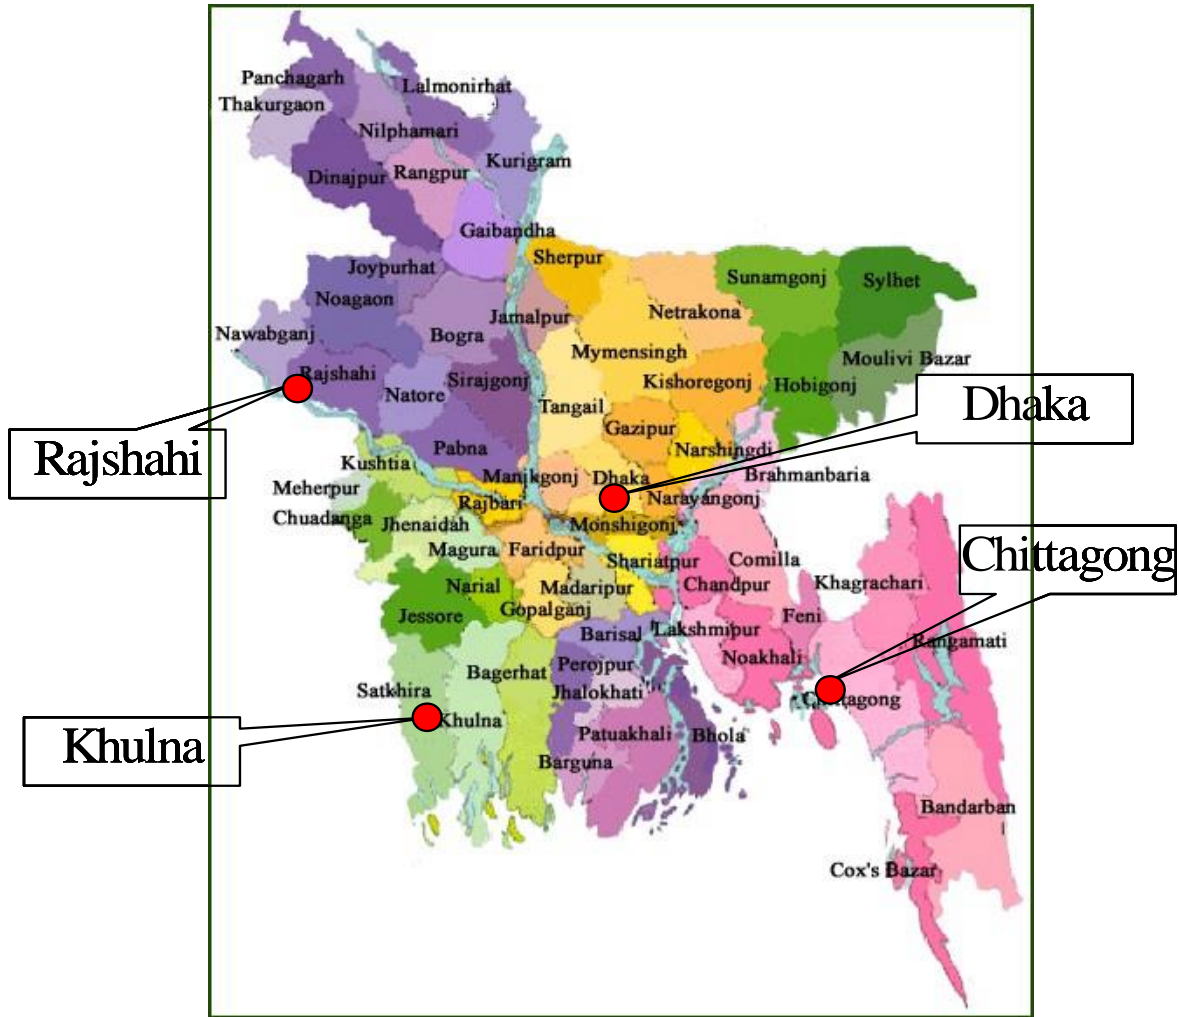 Panchagarh
Lalmonirhat
Thakurgaon
Nilphamari
Kurigram
Rangpur
Dinajpur
Gaibandha
Sherpur
Joypurhat
Sunamgonj
Sylhet
Noagaon
Netrakona
Jamalpur
Nawabganj
Bogra
Mymensingh
Moulivi Bazar
Rajshahi
Sirajgonj
Kishoregonj
Hobigonj
Natore
Tangail
Dhaka
Gazipur
Pabna
Narshingdi
Rajshahi
Kushtia
Manikgonj
Dhaka
Brahmanbaria
Meherpur
Rajbari
Narayangonj
Chuadanga
Jhenaidah
Monshigonj
Magura
Faridpur
Shariatpur
Comilla
Chittagong
Narial
Madaripur
Chandpur
Khagrachari
Jessore
Gopalganj
Feni
Barisal
Lakshmipur
Rangamati
Noakhali
Perojpur
Bagerhat
Satkhira
Jhalokhati
Chittagong
Khulna
Patuakhali
Bhola
Khulna
Barguna
Bandarban
Cox's Bazar